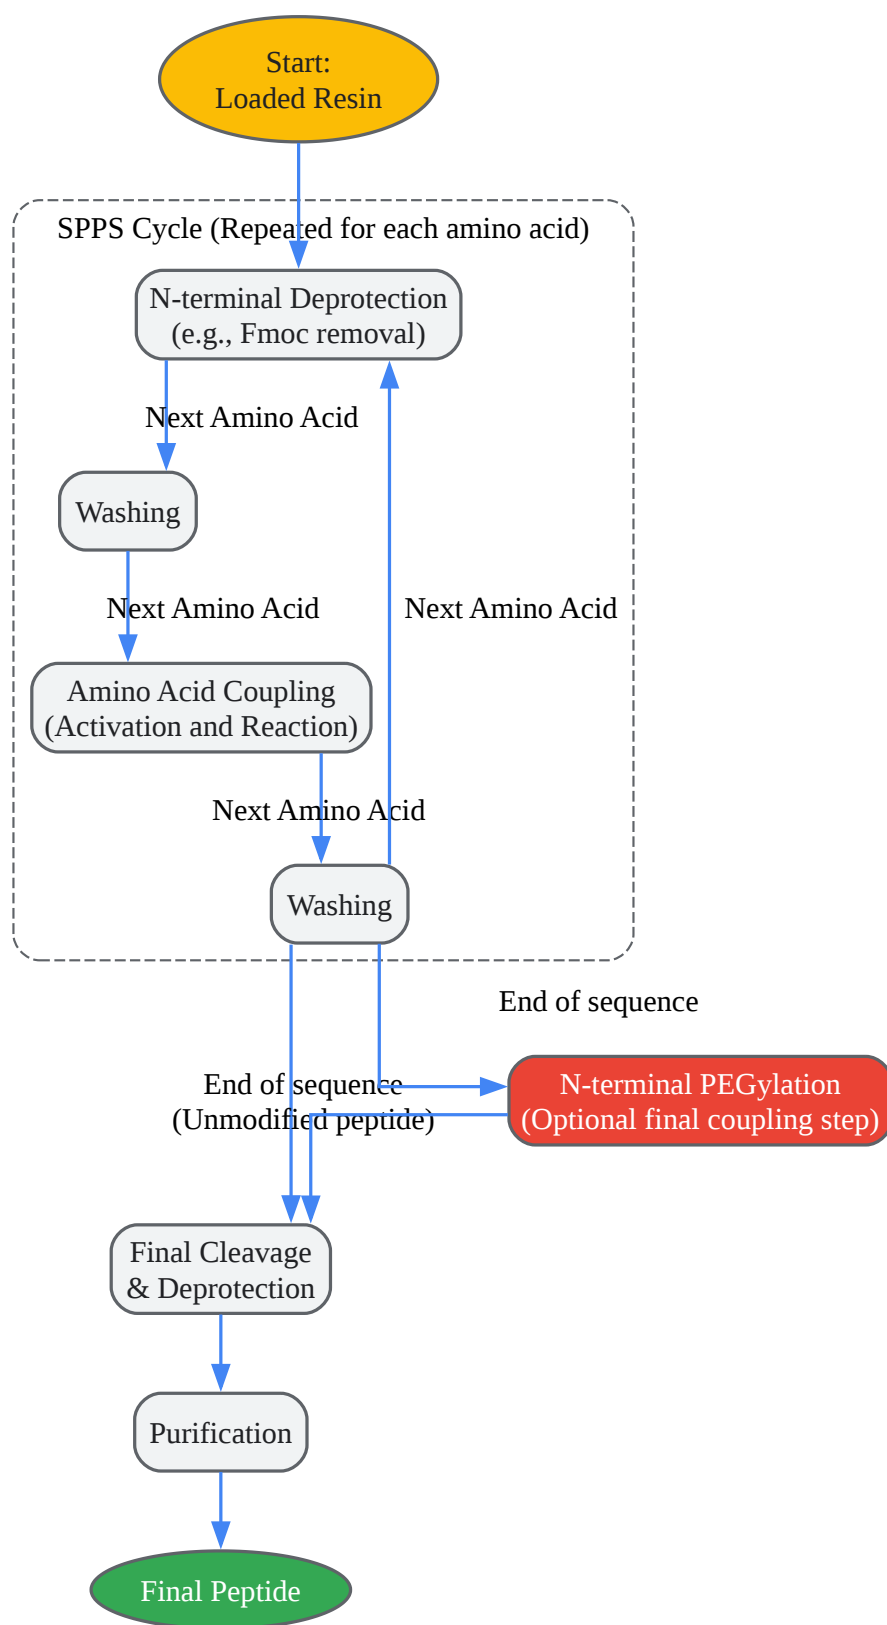 Start:
Loaded Resin
SPPS Cycle (Repeated for each amino acid)
N-terminal Deprotection
(e.g., Fmoc removal)
Next Amino Acid
Washing
Next Amino Acid
Next Amino Acid
Amino Acid Coupling
(Activation and Reaction)
Next Amino Acid
Washing
End of sequence
End of sequence
(Unmodified peptide)
N-terminal PEGylation
(Optional final coupling step)
Final Cleavage
& Deprotection
Purification
Final Peptide